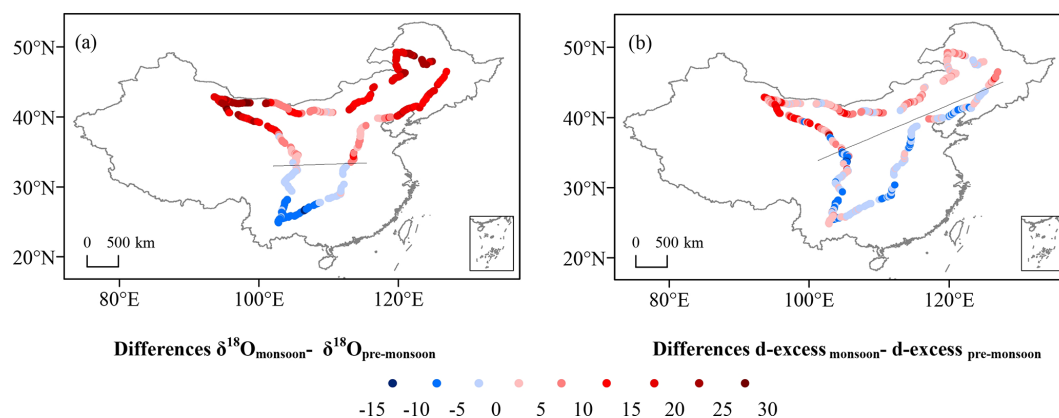 (a)
50°N
40°N
30°N
20°N
0 500 km
80°E 100°E 120°E
(b)
50°N
40°N
30°N
20°N
0 500 km
80°E 100°E 120°E
Differences δ¹⁸Omonsoon- δ¹⁸Opre-monsoon
Differences d-excess monsoon- d-excess pre-monsoon
-15 -10 -5 0 5 10 15 20 25 30